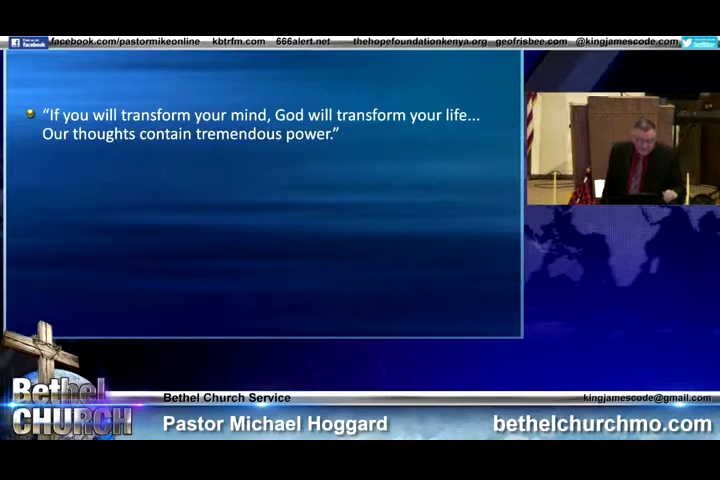 facebook.com/pastormikeonline kbtrfm.com 666alert.net thehopefoundationkenya.org geofrisbee.com @kingjamescode.com
“If you will transform your mind, God will transform your life...
Our thoughts contain tremendous power.”
Bethel
CHURCH
Bethel Church Service
kingjamescode@gmail.com
Pastor Michael Hoggard
bethelchurchmo.com